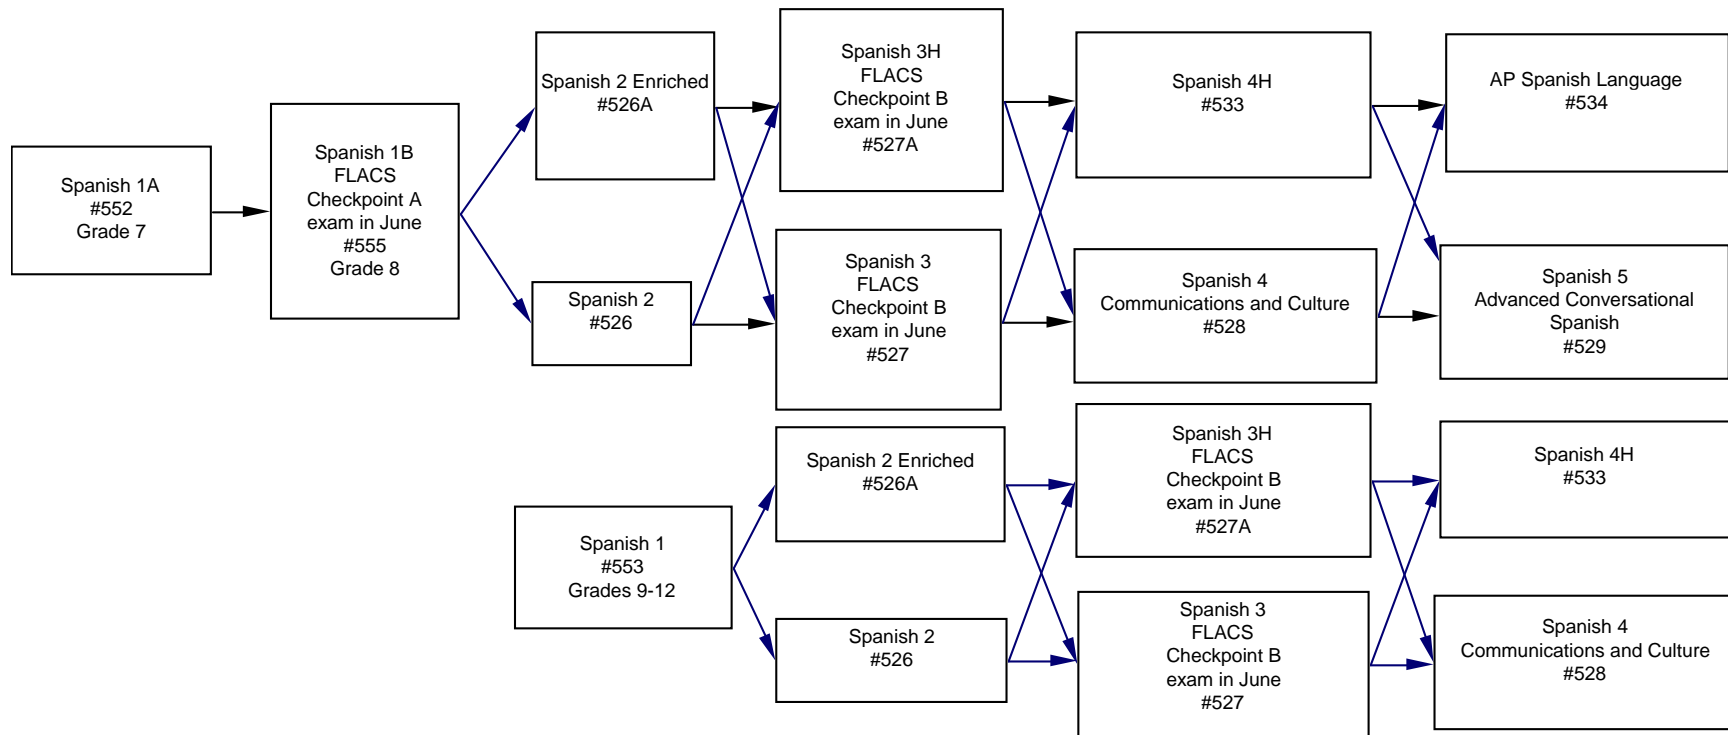 Spanish 1A
#552
Grade 7
Spanish 1B
FLACS
Checkpoint A
exam in June
#555
Grade 8
Spanish 2 Enriched
#526A
Spanish 2
#526
Spanish 3H
FLACS
Checkpoint B
exam in June
#527A
Spanish 3
FLACS
Checkpoint B
exam in June
#527
Spanish 4H
#533
Spanish 4
Communications and Culture
#528
AP Spanish Language
#534
Spanish 5
Advanced Conversational
Spanish
#529
Spanish 1
#553
Grades 9-12
Spanish 2 Enriched
#526A
Spanish 2
#526
Spanish 3H
FLACS
Checkpoint B
exam in June
#527A
Spanish 3
FLACS
Checkpoint B
exam in June
#527
Spanish 4H
#533
Spanish 4
Communications and Culture
#528